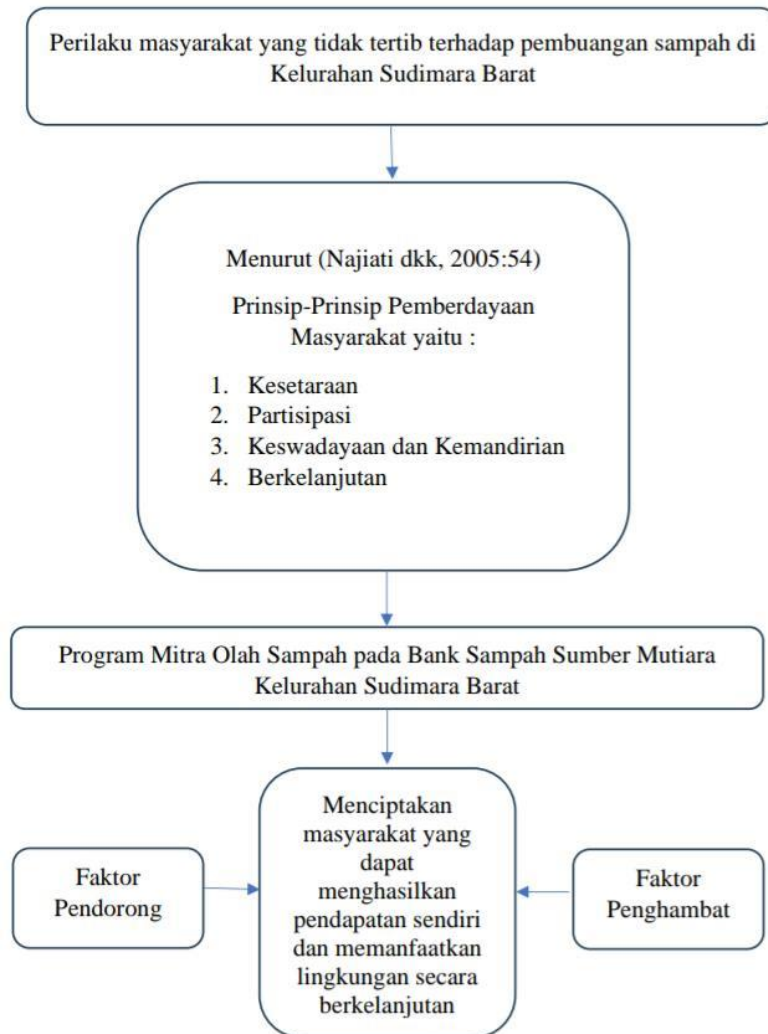 Perilaku masyarakat yang tidak tertib terhadap pembuangan sampah di
Kelurahan Sudimara Barat
Menurut (Najiati dkk, 2005:54)
Prinsip-Prinsip Pemberdayaan
Masyarakat yaitu :
1. Kesetaraan
2. Partisipasi
3. Keswadayaan dan Kemandirian
4. Berkelanjutan
Program Mitra Olah Sampah pada Bank Sampah Sumber Mutiara
Kelurahan Sudimara Barat
Faktor
Pendorong
Menciptakan
masyarakat yang
dapat
menghasilkan
pendapatan sendiri
dan memanfaatkan
lingkungan secara
berkelanjutan
Faktor
Penghambat